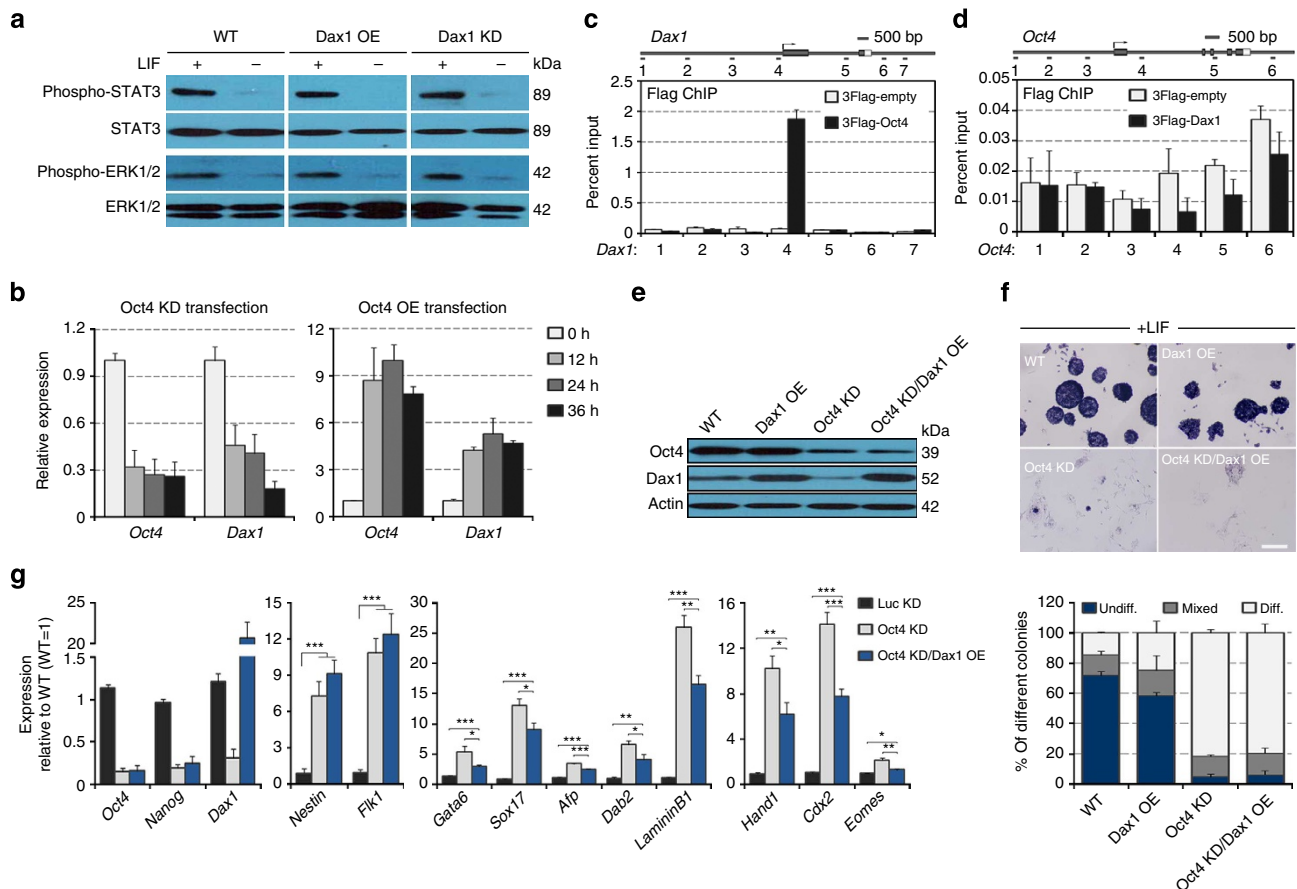 a
WT Dax1 OE Dax1 KD
LIF + – + – + – kDa
Phospho-STAT3 89
STAT3 89
Phospho-ERK1/2 42
ERK1/2 42
b
Oct4 KD transfection
Relative expression
1.2
0.9
0.6
0.3
0
Oct4 Dax1
Oct4 OE transfection
12
9
6
3
0
Oct4 Dax1
0 h
12 h
24 h
36 h
c
Dax1
500 bp
1 2 3 4 5 6 7
Flag ChIP
3Flag-empty
3Flag-Oct4
Percent input
2.5
2
1.5
1
0.5
0
Dax1: 1 2 3 4 5 6 7
d
Oct4
500 bp
1 2 3 4 5 6
Flag ChIP
3Flag-empty
3Flag-Dax1
Percent input
0.05
0.04
0.03
0.02
0.01
0
Oct4: 1 2 3 4 5 6
e
WT Dax1 OE Oct4 KD Oct4 KD/Dax1 OE
kDa
Oct4 39
Dax1 52
Actin 42
f
+LIF
WT Dax1 OE
Oct4 KD Oct4 KD/Dax1 OE
% Of different colonies
120
100
80
60
40
20
0
Undiff. Mixed Diff.
WT Dax1 OE Oct4 KD Oct4 KD/Dax1 OE
g
Expression
relative to WT (WT=1)
25
20
15
1.5
1
0.5
0
Oct4 Nanog Dax1
15
12
9
6
3
0
*** ***
Nestin Flk1
30
25
20
15
10
5
0
*** * *** * *** *** ** * *** **
Gata6 Sox17 Afp Dab2 LamininB1
16
12
8
4
0
** * *** *** * **
Hand1 Cdx2 Eomes
Luc KD
Oct4 KD
Oct4 KD/Dax1 OE